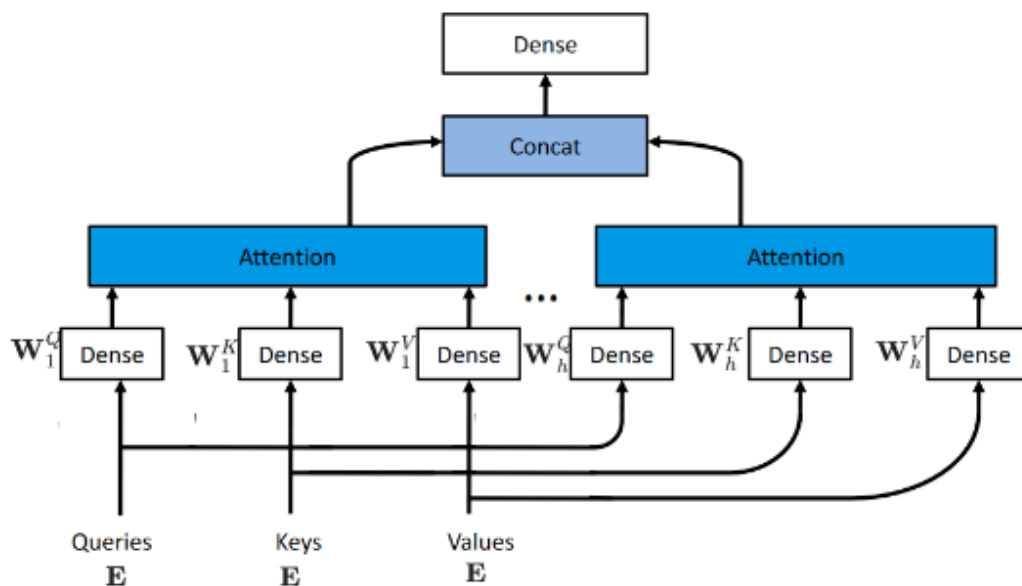 Dense
Concat
Attention Attention
...
W_1^Q Dense W_1^K Dense W_1^V Dense W_h^Q Dense W_h^K Dense W_h^V Dense
Queries Keys Values
E E E